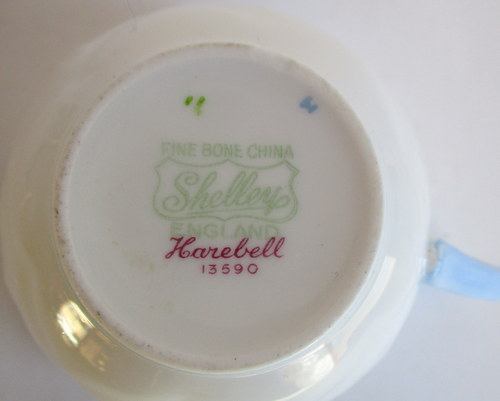 FINE BONE CHINA
Shelley
ENGLAND
Harebell
13590